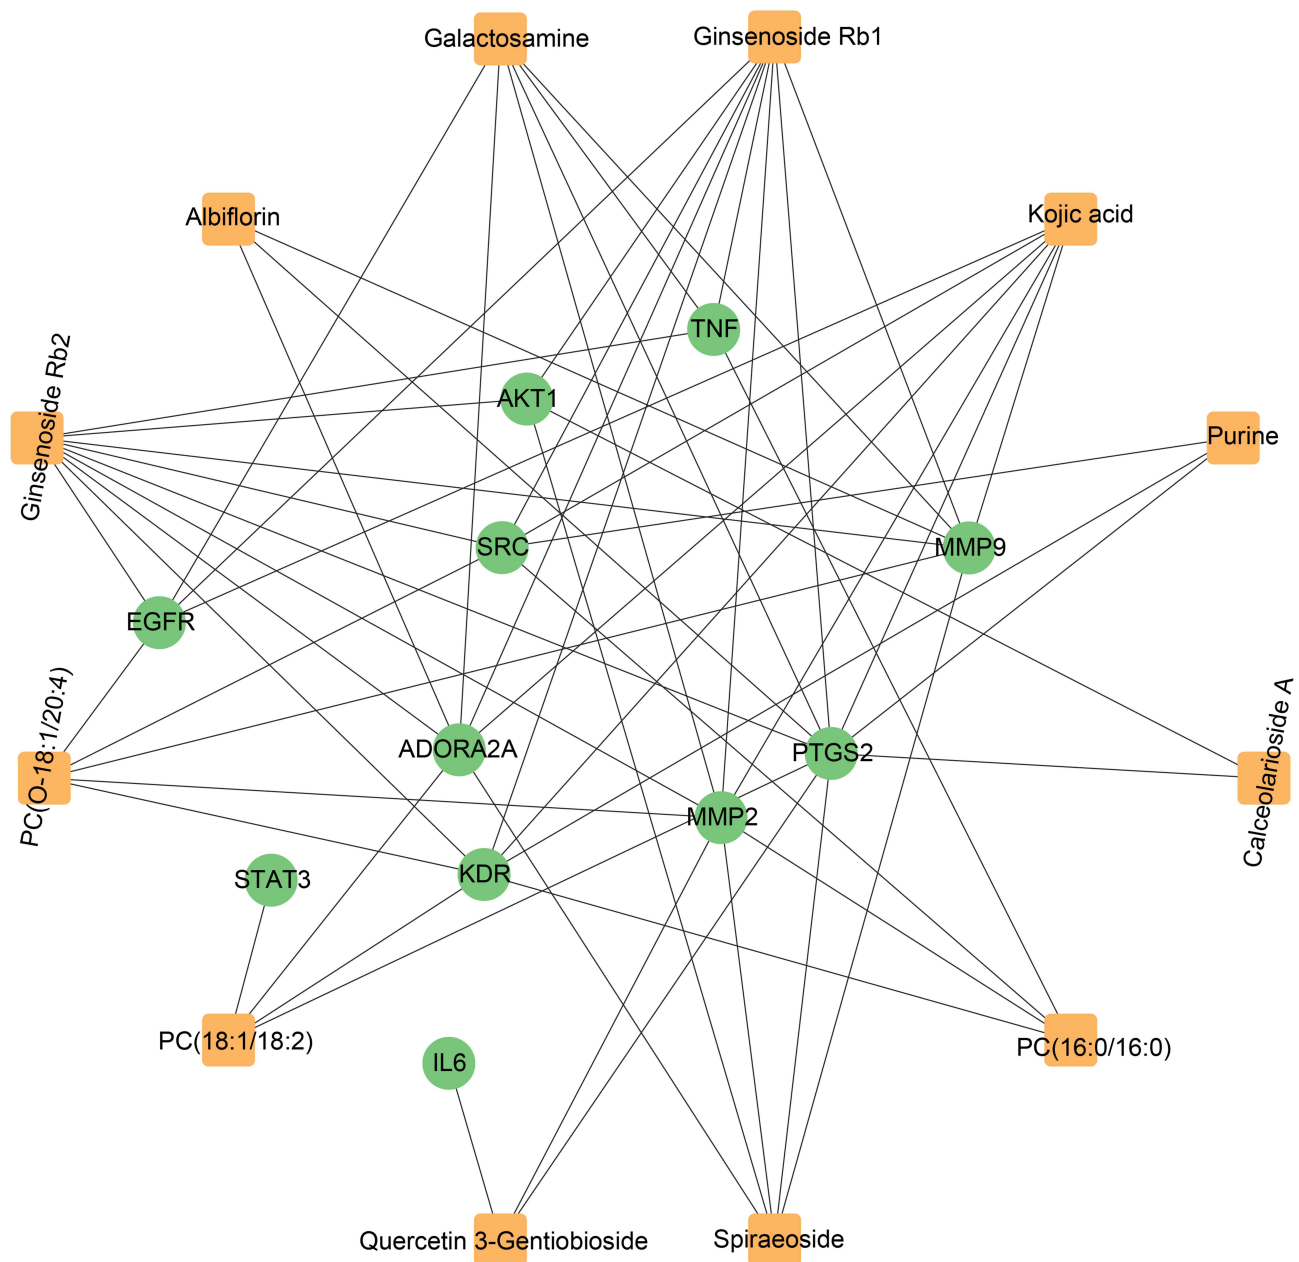 Galactosamine
Ginsenoside Rb1
Albiflorin
Kojic acid
TNF
Ginsenoside Rb2
AKT1
Purine
SRC
MMP9
EGFR
PC(O-18:1/20:4)
ADORA2A
PTGS2
Calceolarioside A
MMP2
STAT3
KDR
PC(18:1/18:2)
PC(16:0/16:0)
IL6
Quercetin 3-Gentiobioside
Spiraeoside